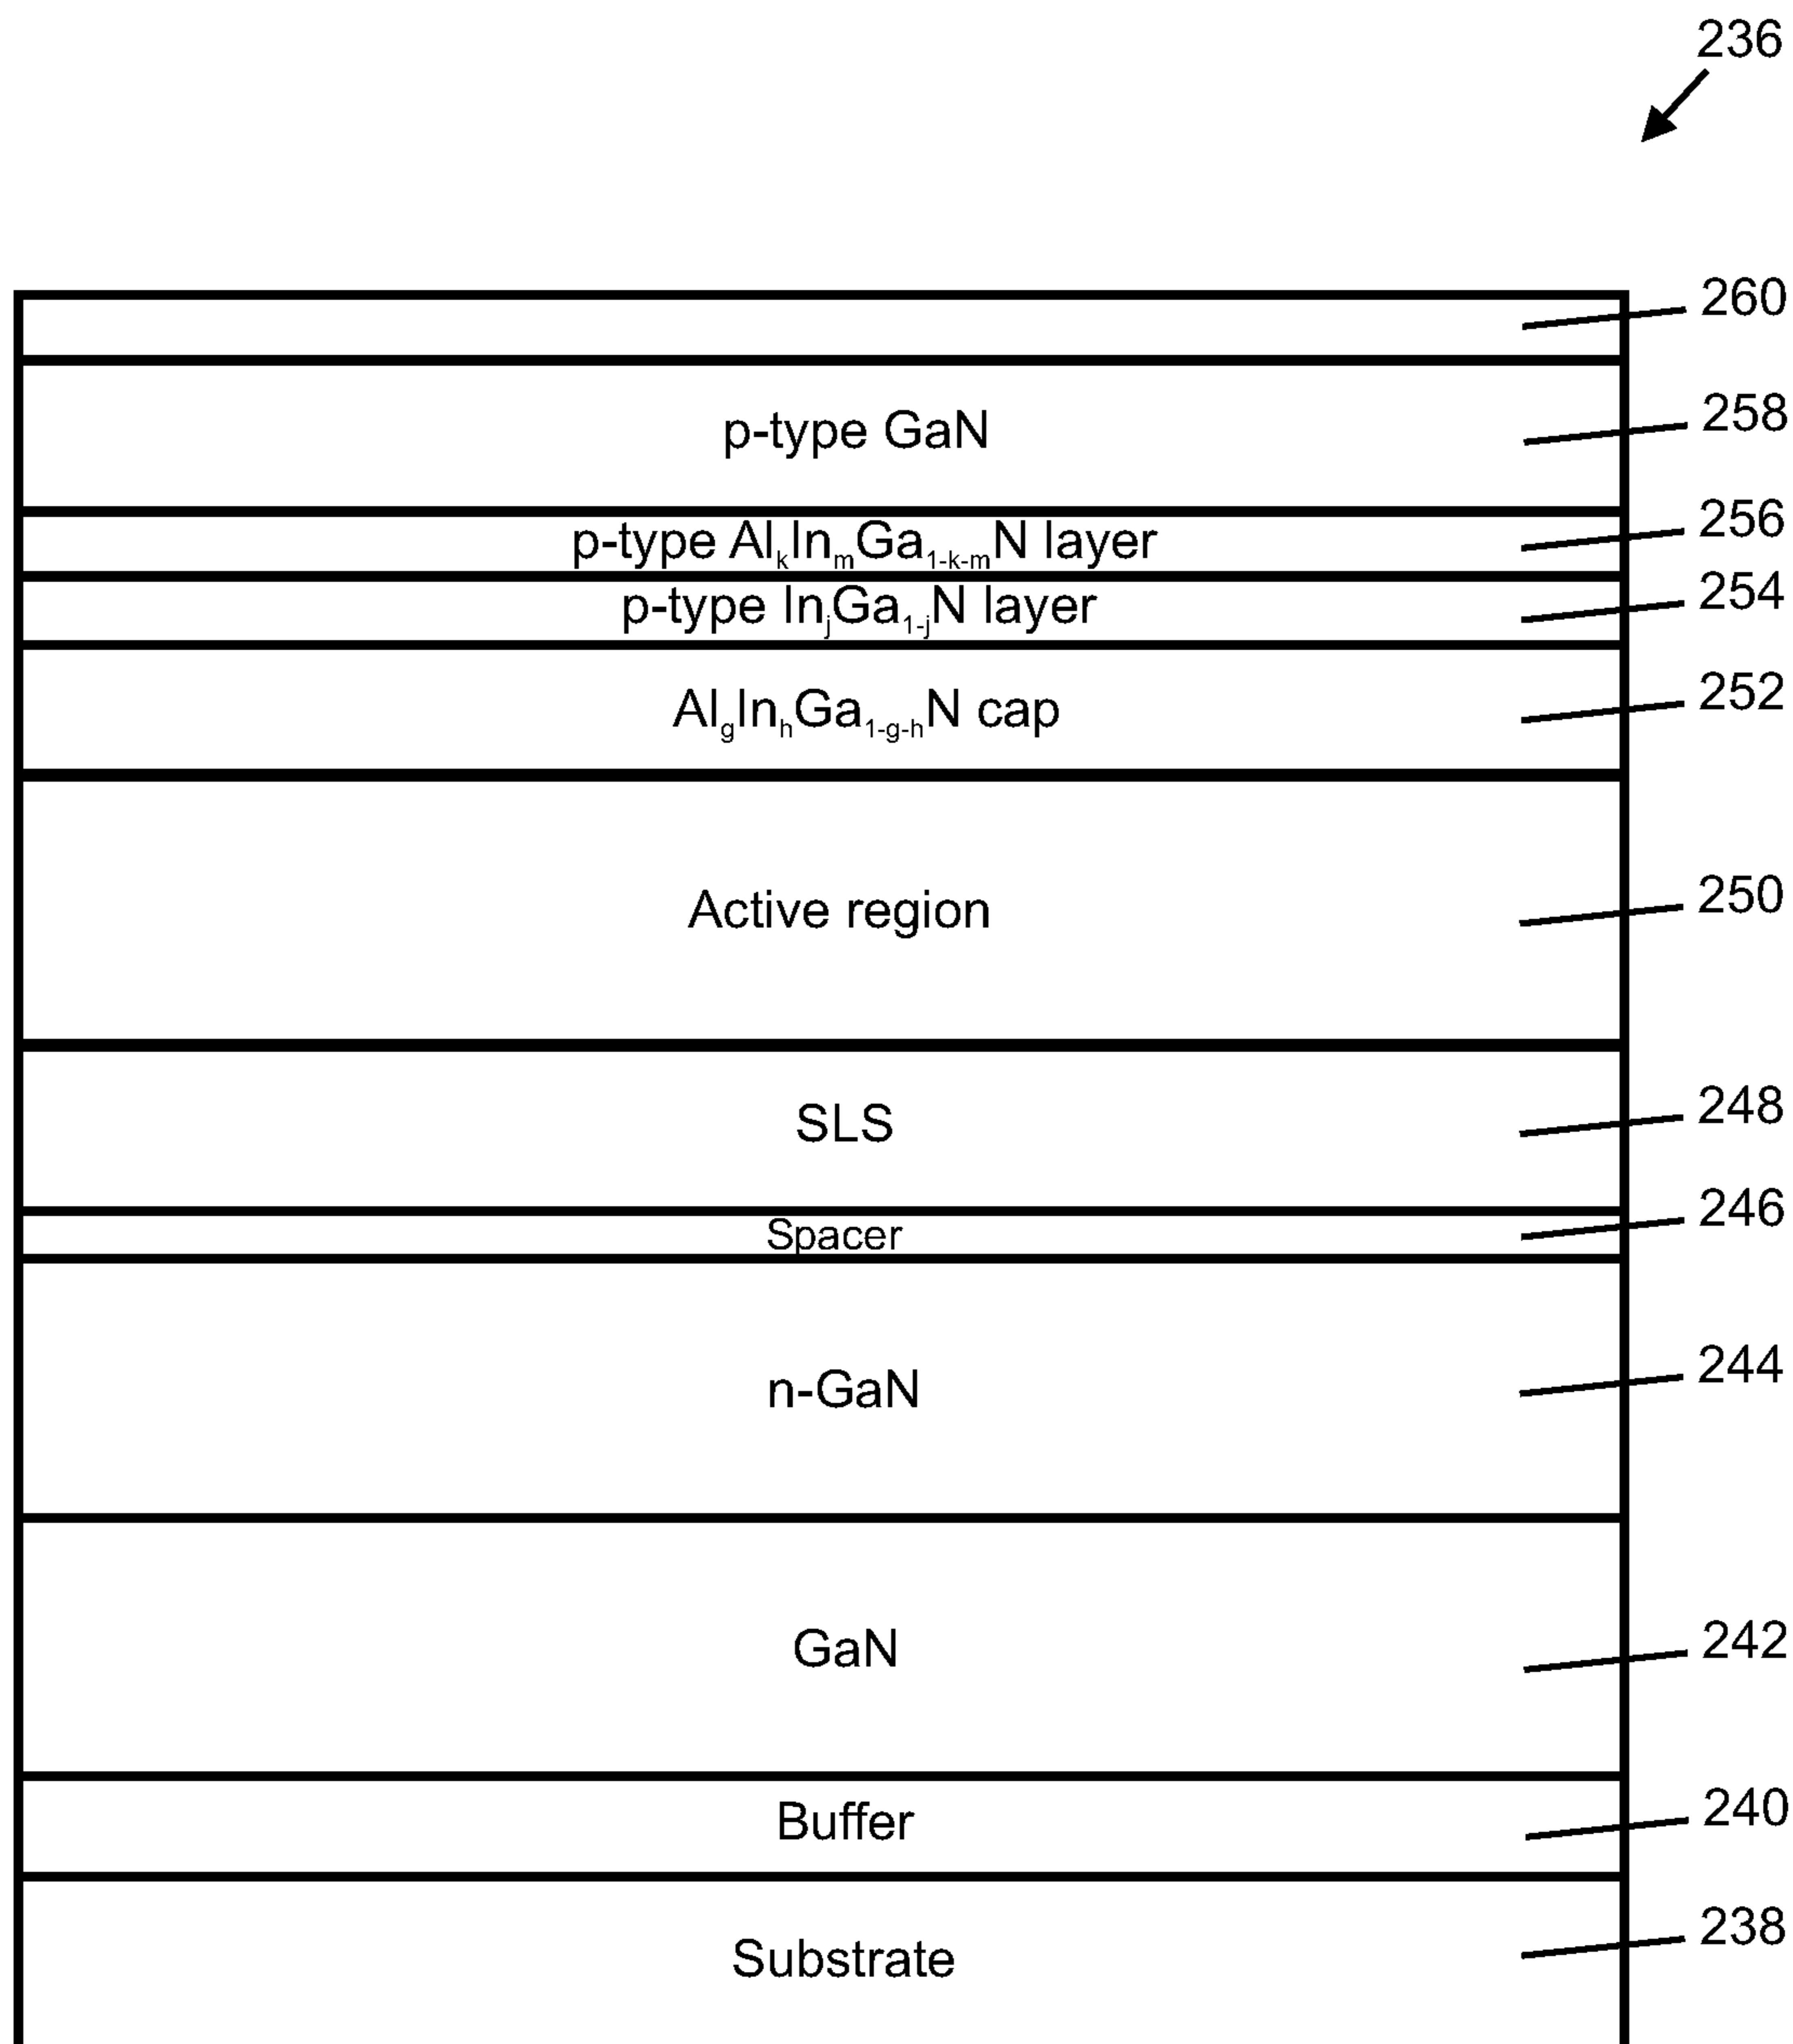 236
260
p-type GaN 258
p-type AlkInmGa1-k-mN layer 256
p-type InjGa1-jN layer 254
AlgInhGa1-g-hN cap 252
Active region 250
SLS 248
Spacer 246
n-GaN 244
GaN 242
Buffer 240
Substrate 238